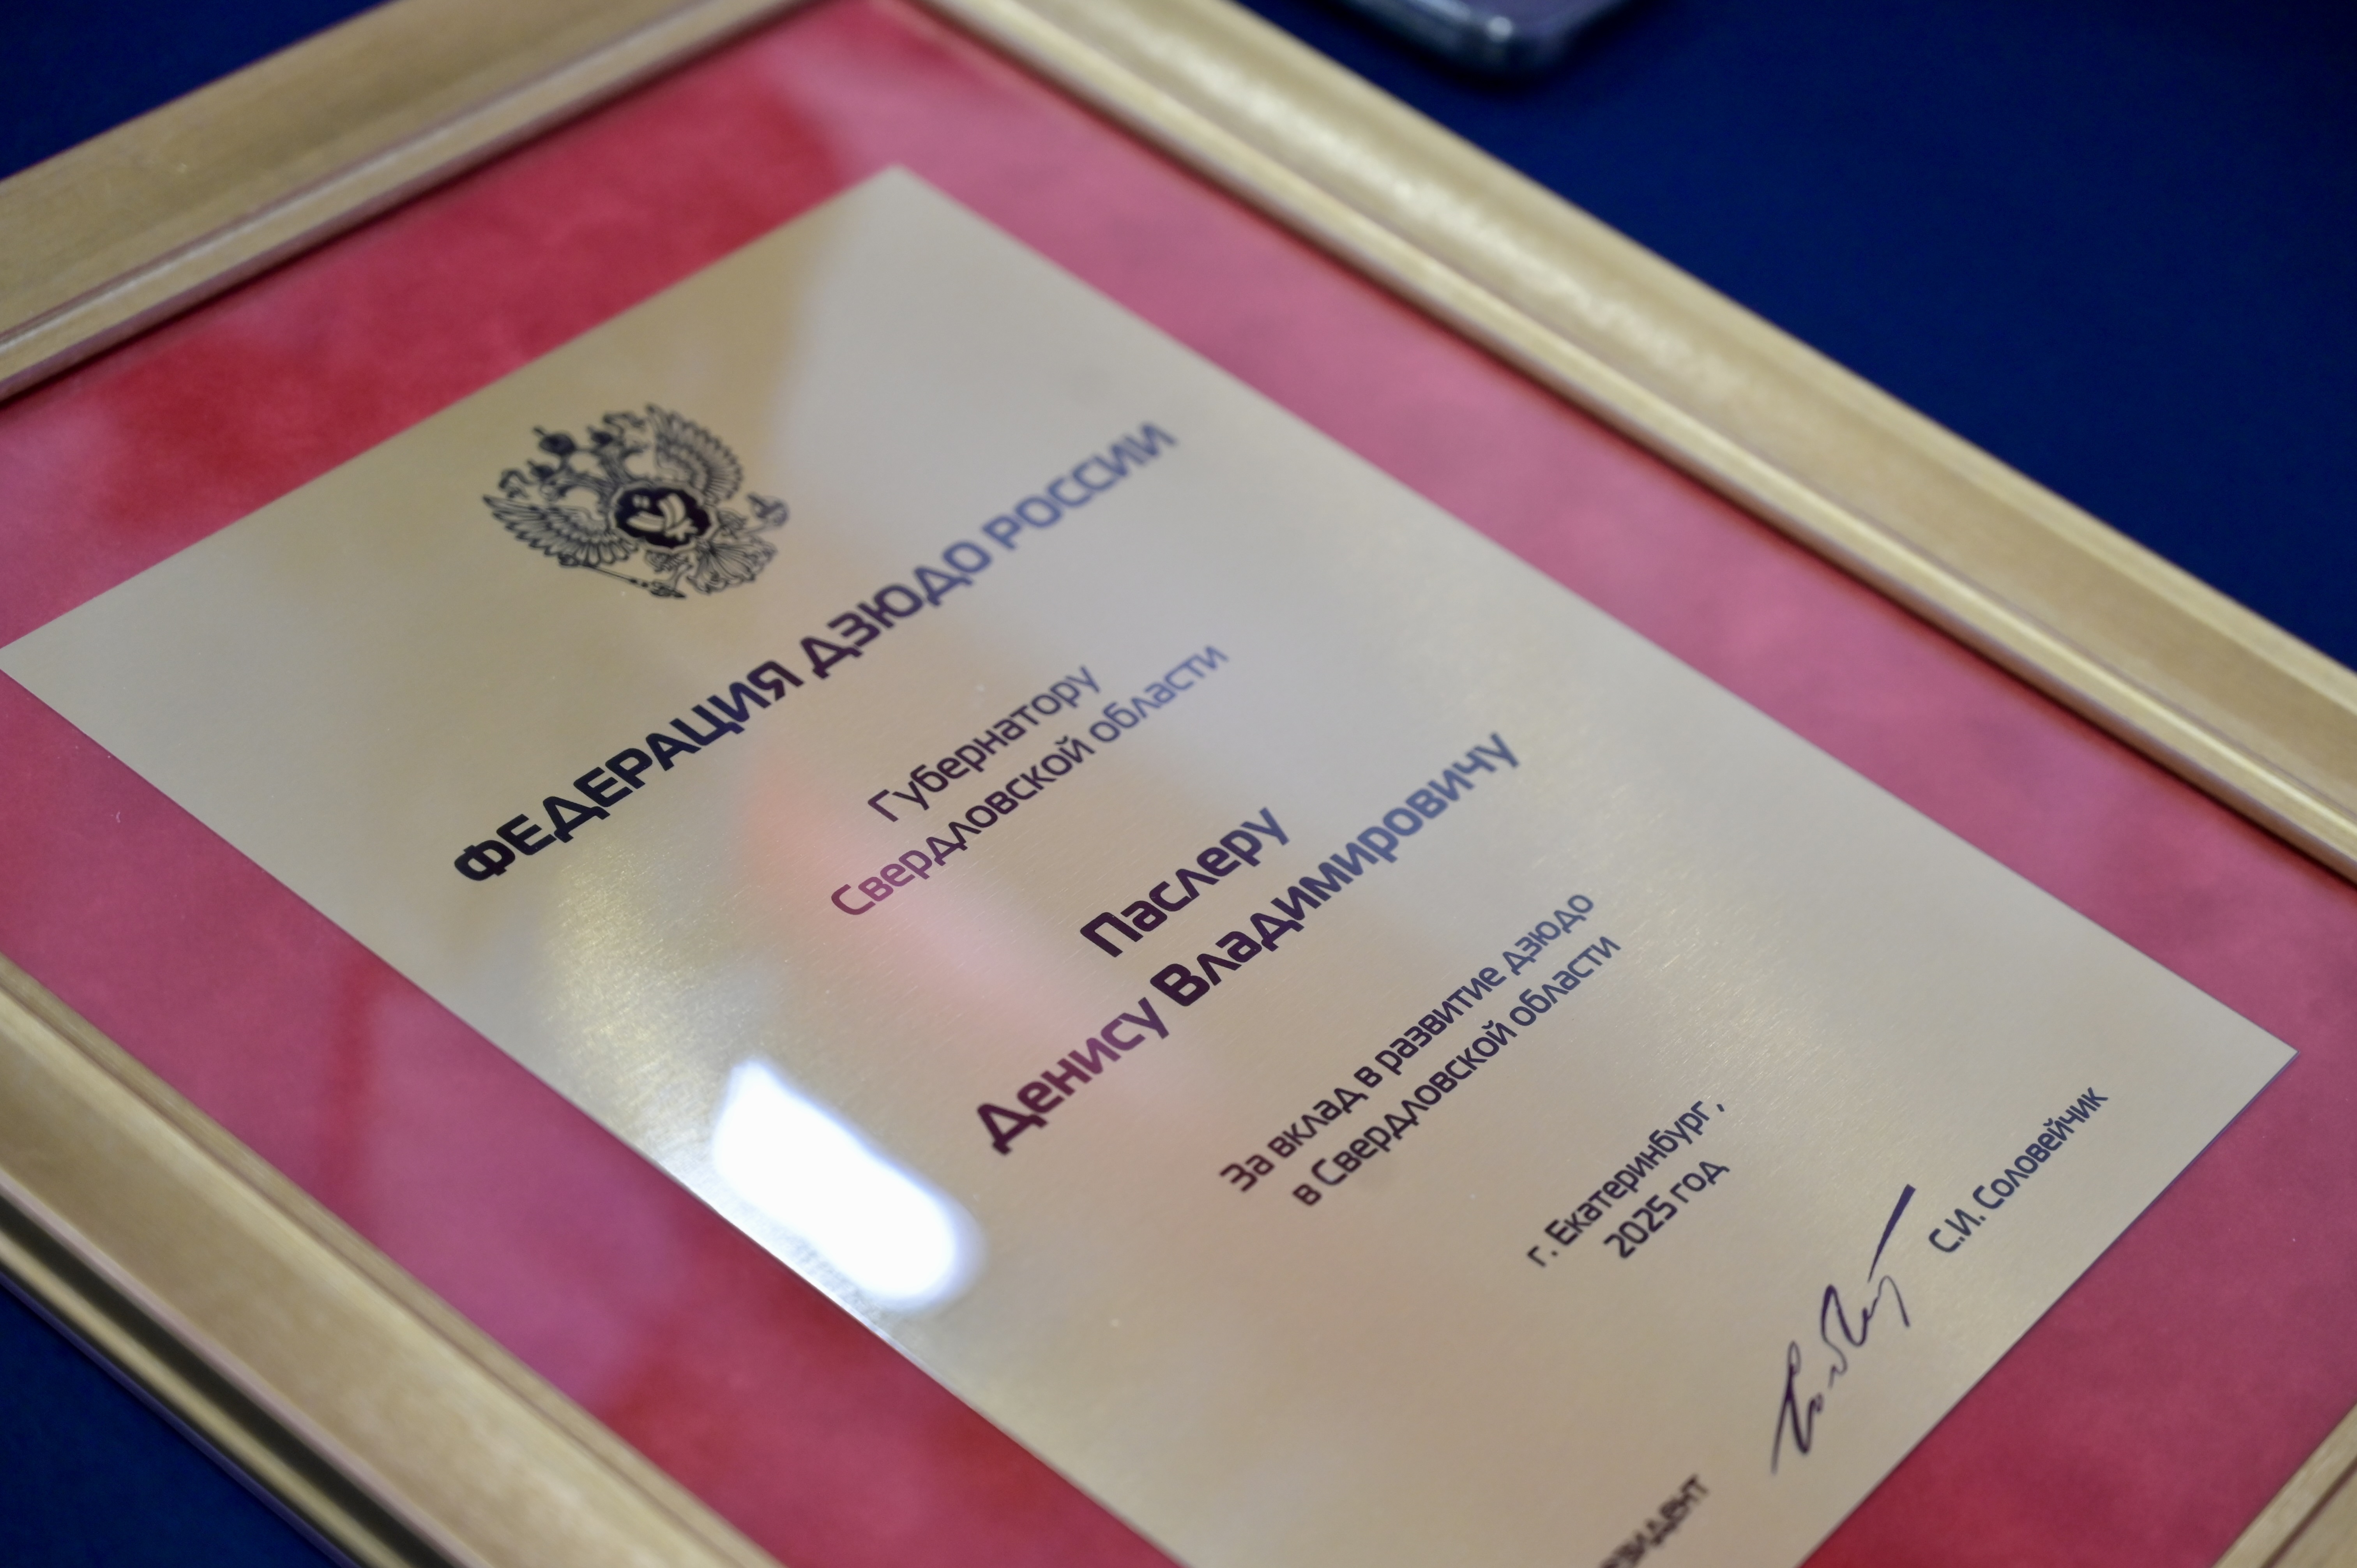 ФЕДЕРАЦИЯ ДЗЮДО РОССИИ
Губернатору
Свердловской области
Паслеру
Денису Владимировичу
За вклад в развитие дзюдо
в Свердловской области
г. Екатеринбург ,
2025 год
С.И. Соловейчик